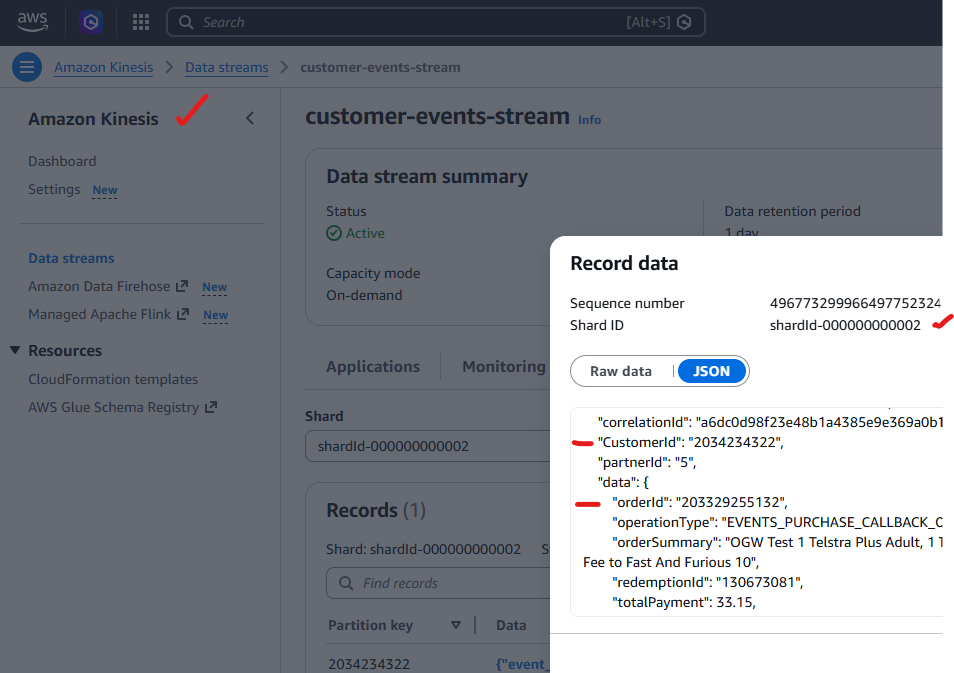 aws
Search
[Alt+S]
Amazon Kinesis
Data streams
customer-events-stream
Amazon Kinesis
Dashboard
Settings New
Data streams
Amazon Data Firehose New
Managed Apache Flink New
Resources
CloudFormation templates
AWS Glue Schema Registry
customer-events-stream Info
Data stream summary
Status
Active
Capacity mode
On-demand
Data retention period
1 day
Applications
Monitoring
Shard
shardId-000000000002
Records (1)
Shard: shardId-000000000002
Find records
Partition key
Data
2034234322
{"event_
Record data
Sequence number 496773299966497752324
Shard ID shardId-000000000002
Raw data
JSON
"correlationId": "a6dc0d98f23e48b1a4385e9e369a0b1
"CustomerId": "2034234322",
"partnerId": "5",
"data": {
"orderId": "203329255132",
"operationType": "EVENTS_PURCHASE_CALLBACK_
"orderSummary": "OGW Test 1 Telstra Plus Adult, 1
Fee to Fast And Furious 10",
"redemptionId": "130673081",
"totalPayment": 33.15,